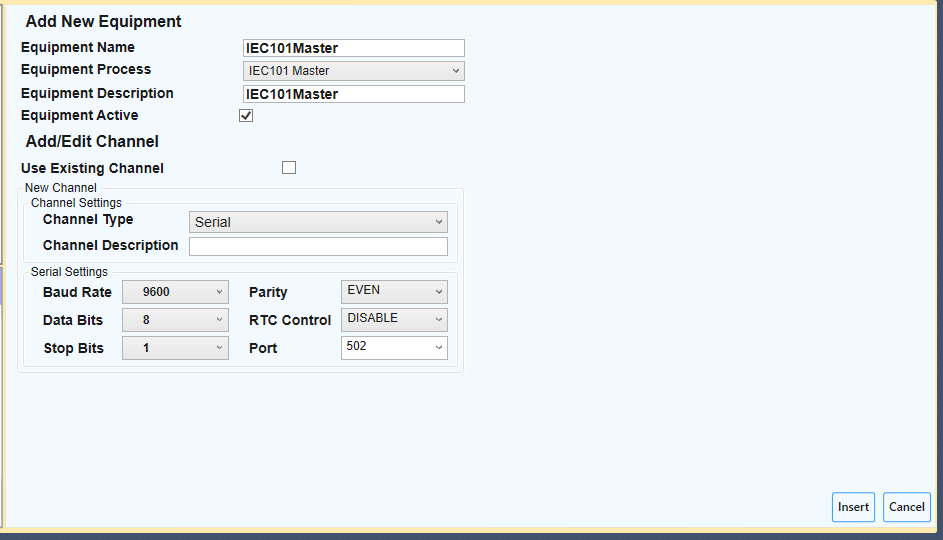 Add New Equipment
Equipment Name IEC101Master
Equipment Process IEC101 Master
Equipment Description IEC101Master
Equipment Active
Add/Edit Channel
Use Existing Channel
New Channel
Channel Settings
Channel Type Serial
Channel Description
Serial Settings
Baud Rate 9600 Parity EVEN
Data Bits 8 RTC Control DISABLE
Stop Bits 1 Port 502
Insert Cancel